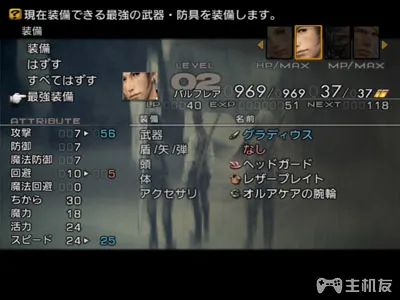 現在装備できる最強の武器・防具を装備します。
装備
装備
はずす
すべてはずす
最強装備
LEVEL
02
HP/MAX
MP/MAX
バルフレア
969/969
37/37
LP 40 EXP 51 NEXT 118
ATTRIBUTE
装備 名前
攻撃 007 ▶ 56
防御 007
魔法防御 007
回避 010 ▶ 5
魔法回避 000
ちから 30
魔力 18
活力 24
スピード 24 ▶ 25
武器 グラディウス
盾/矢/弾 なし
頭 ヘッドガード
体 レザーブレイト
アクセサリ オルアケアの腕輪
主机友